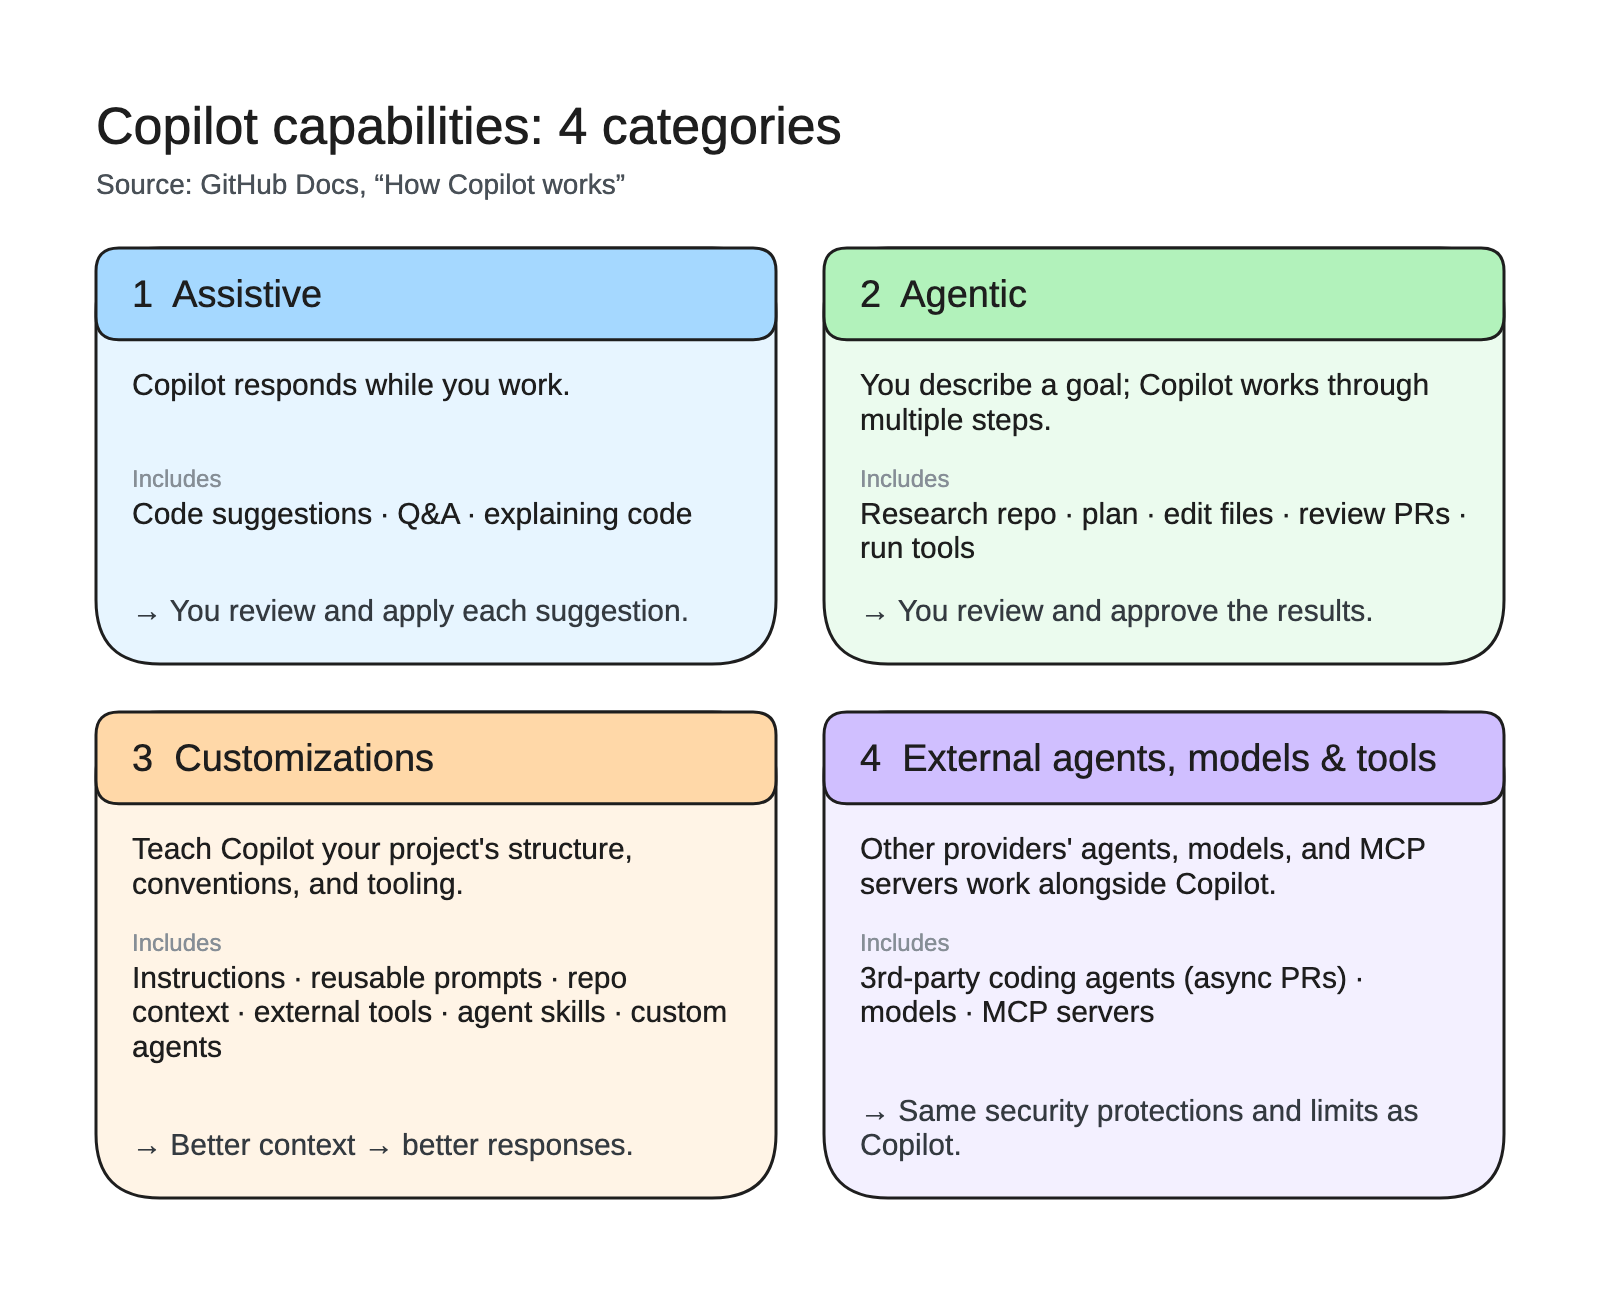 Copilot capabilities: 4 categories
Source: GitHub Docs, “How Copilot works”
1 Assistive
Copilot responds while you work.
Includes
Code suggestions · Q&A · explaining code
→ You review and apply each suggestion.
2 Agentic
You describe a goal; Copilot works through
multiple steps.
Includes
Research repo · plan · edit files · review PRs ·
run tools
→ You review and approve the results.
3 Customizations
Teach Copilot your project's structure,
conventions, and tooling.
Includes
Instructions · reusable prompts · repo
context · external tools · agent skills · custom
agents
→ Better context → better responses.
4 External agents, models & tools
Other providers' agents, models, and MCP
servers work alongside Copilot.
Includes
3rd-party coding agents (async PRs) ·
models · MCP servers
→ Same security protections and limits as
Copilot.